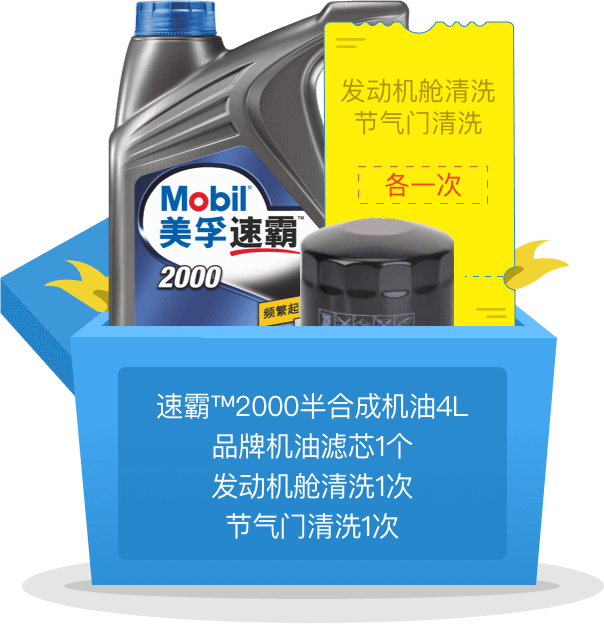 发动机舱清洗
节气门清洗
各一次
Mobil
美孚速霸™
2000
频繁起
速霸™2000半合成机油4L
品牌机油滤芯1个
发动机舱清洗1次
节气门清洗1次